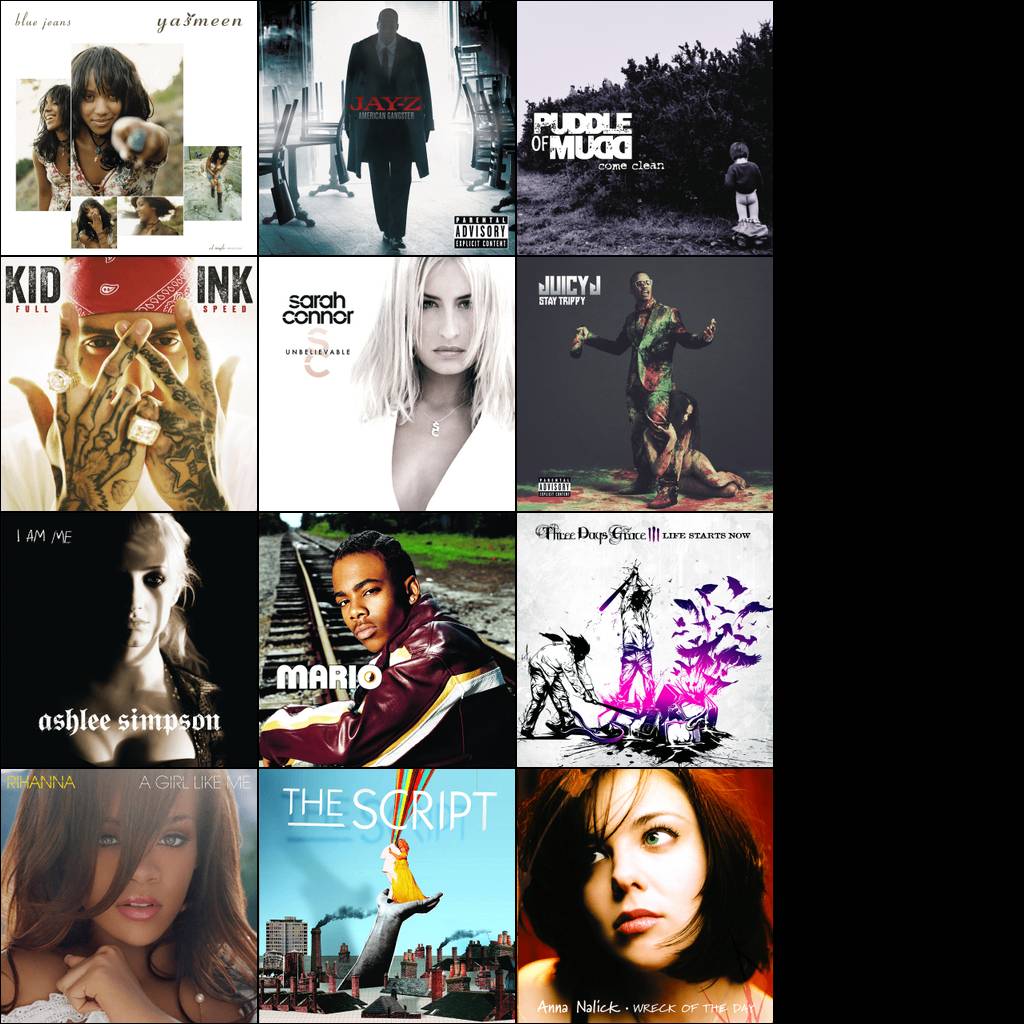 blue jeans
yasmeen
JAY-Z
AMERICAN GANGSTER
PARENTAL
ADVISORY
EXPLICIT CONTENT
PUDDLE
OF MUDD
come clean
KID INK
FULL SPEED
sarah
connor
UNBELIEVABLE
SC
JUICY J
STAY TRIPPY
PARENTAL
ADVISORY
EXPLICIT CONTENT
I AM ME
ashlee simpson
MARIO
Three Days Grace LIFE STARTS NOW
RIHANNA
A GIRL LIKE ME
THE SCRIPT
Anna Nalick · WRECK OF THE DAY